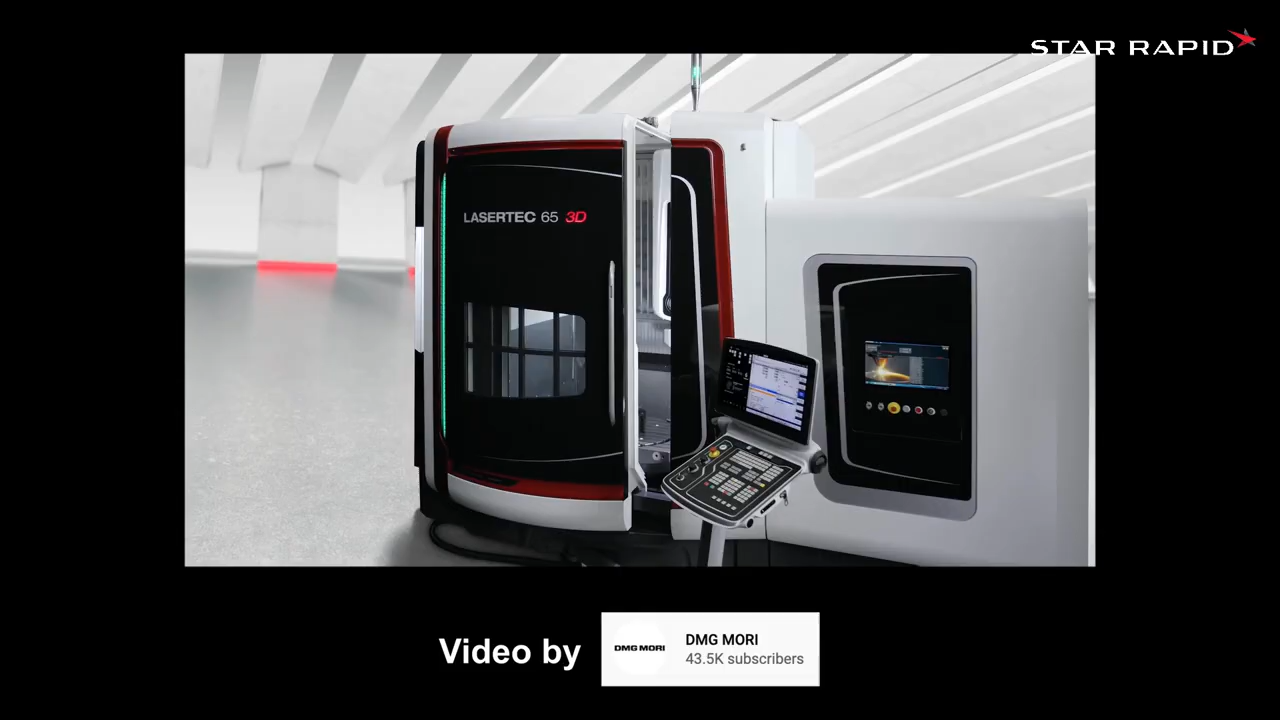 STAR RAPID
LASERTEC 65 3D
Video by
DMG MORI
DMG MORI
43.5K subscribers